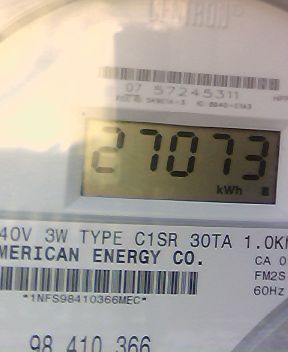 CENTRON®
07 57245311
27073
kWh
40V 3W TYPE C1SR 30TA 1.0K
MERICAN ENERGY CO.
CA 0
FM2S
60Hz
*1NFS98410366MEC*
98 410 366